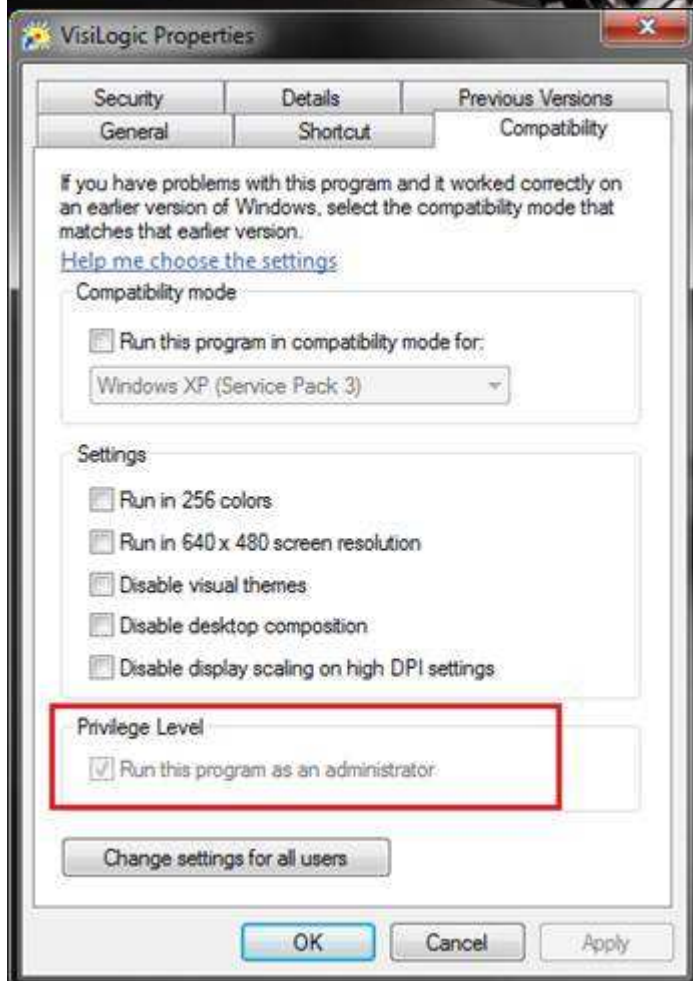 VisiLogic Properties
Security Details Previous Versions
General Shortcut Compatibility
If you have problems with this program and it worked correctly on
an earlier version of Windows, select the compatibility mode that
matches that earlier version.
Help me choose the settings
Compatibility mode
Run this program in compatibility mode for:
Windows XP (Service Pack 3)
Settings
Run in 256 colors
Run in 640 x 480 screen resolution
Disable visual themes
Disable desktop composition
Disable display scaling on high DPI settings
Privilege Level
Run this program as an administrator
Change settings for all users
OK Cancel Apply